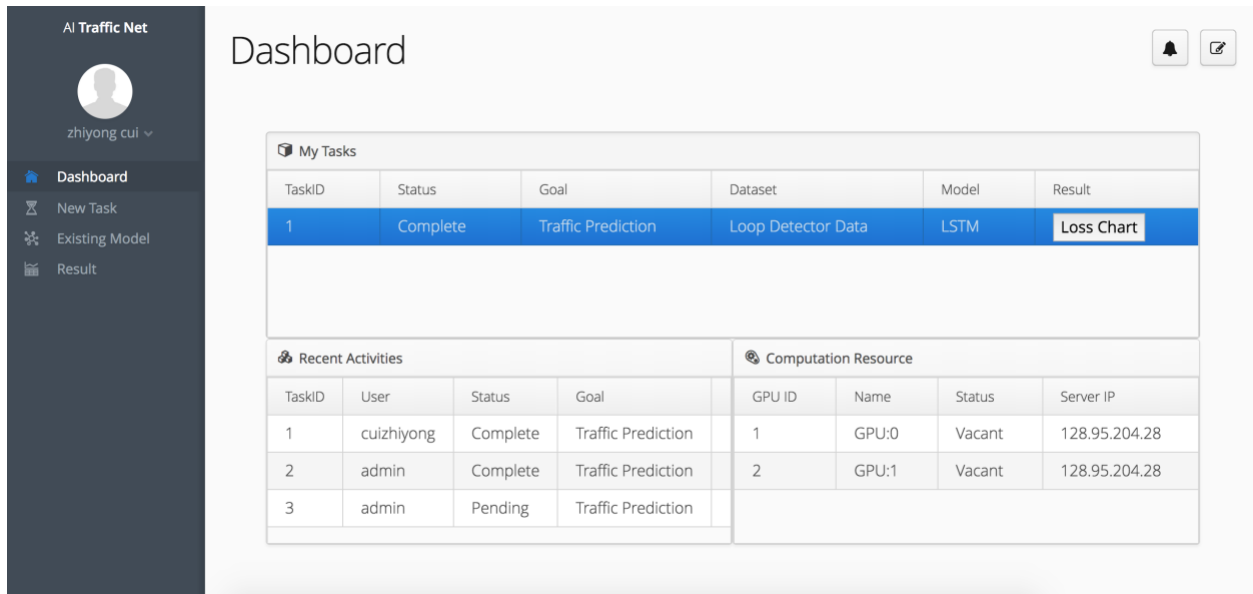 AI Traffic Net
zhiyong cui
Dashboard
New Task
Existing Model
Result
Dashboard
My Tasks
TaskID Status Goal Dataset Model Result
1 Complete Traffic Prediction Loop Detector Data LSTM Loss Chart
Recent Activities
TaskID User Status Goal
1 cuizhiyong Complete Traffic Prediction
2 admin Complete Traffic Prediction
3 admin Pending Traffic Prediction
Computation Resource
GPU ID Name Status Server IP
1 GPU:0 Vacant 128.95.204.28
2 GPU:1 Vacant 128.95.204.28